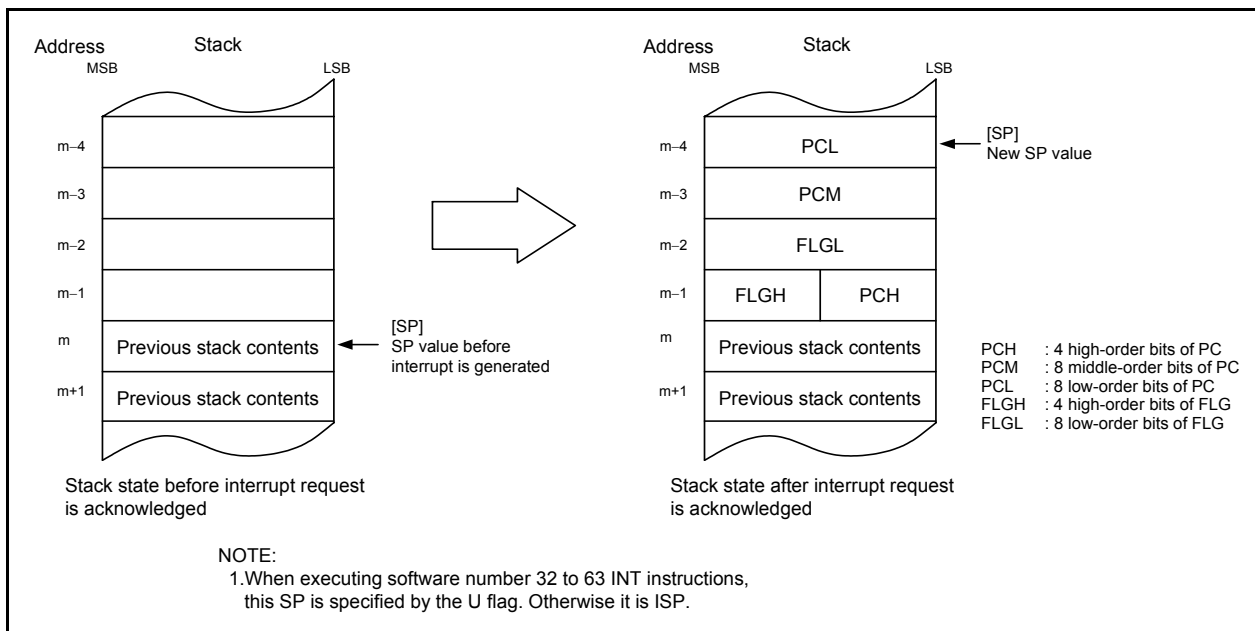 Address Stack
MSB LSB
m–4
m–3
m–2
m–1
m Previous stack contents
m+1 Previous stack contents
[SP]
SP value before
interrupt is generated
Stack state before interrupt request
is acknowledged
Address Stack
MSB LSB
m–4 PCL
m–3 PCM
m–2 FLGL
m–1 FLGH PCH
m Previous stack contents
m+1 Previous stack contents
[SP]
New SP value
Stack state after interrupt request
is acknowledged
PCH : 4 high-order bits of PC
PCM : 8 middle-order bits of PC
PCL : 8 low-order bits of PC
FLGH : 4 high-order bits of FLG
FLGL : 8 low-order bits of FLG
NOTE:
1.When executing software number 32 to 63 INT instructions,
this SP is specified by the U flag. Otherwise it is ISP.